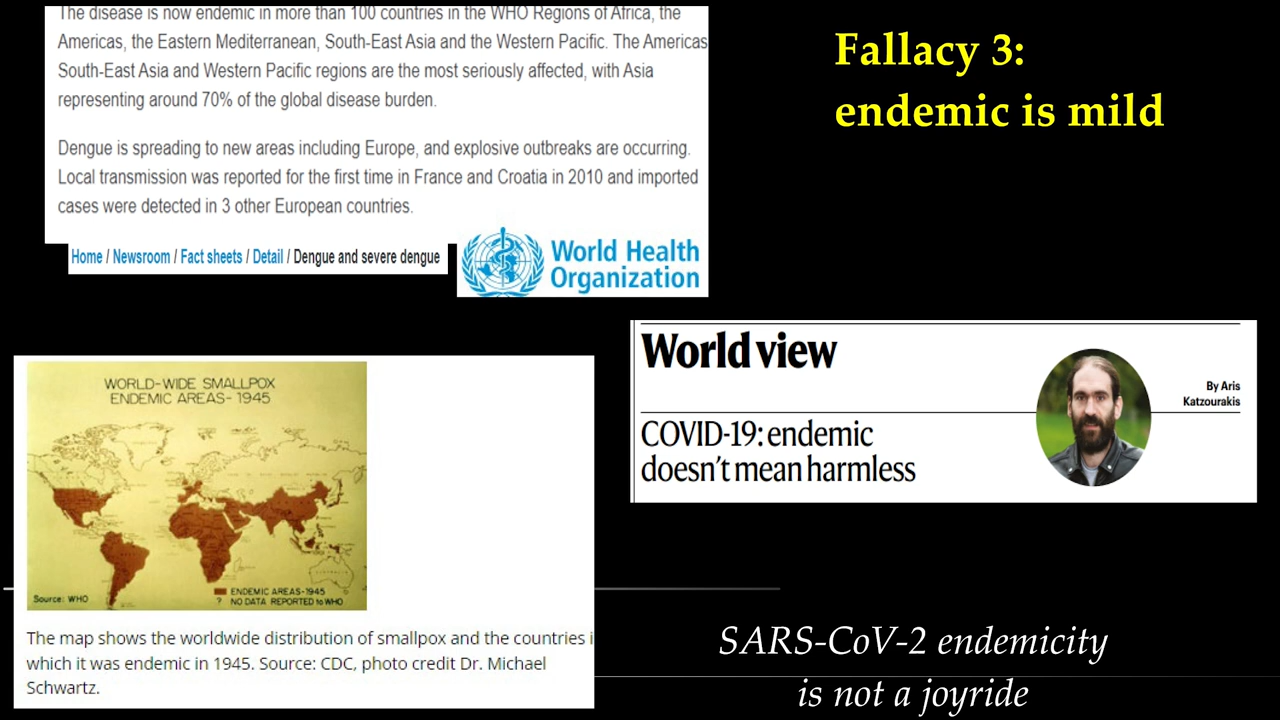 The disease is now endemic in more than 100 countries in the WHO Regions of Africa, the
Americas, the Eastern Mediterranean, South-East Asia and the Western Pacific. The Americas
South-East Asia and Western Pacific regions are the most seriously affected, with Asia
representing around 70% of the global disease burden.
Dengue is spreading to new areas including Europe, and explosive outbreaks are occurring.
Local transmission was reported for the first time in France and Croatia in 2010 and imported
cases were detected in 3 other European countries.
Home / Newsroom / Fact sheets / Detail / Dengue and severe dengue
World Health
Organization
Fallacy 3:
endemic is mild
World view
By Aris
Katzourakis
COVID-19: endemic
doesn't mean harmless
WORLD-WIDE SMALLPOX
ENDEMIC AREAS- 1945
ENDEMIC AREAS-1945
Source: WHO
? NO DATA REPORTED to WHO
The map shows the worldwide distribution of smallpox and the countries i
which it was endemic in 1945. Source: CDC, photo credit Dr. Michael
Schwartz.
SARS-CoV-2 endemicity
is not a joyride